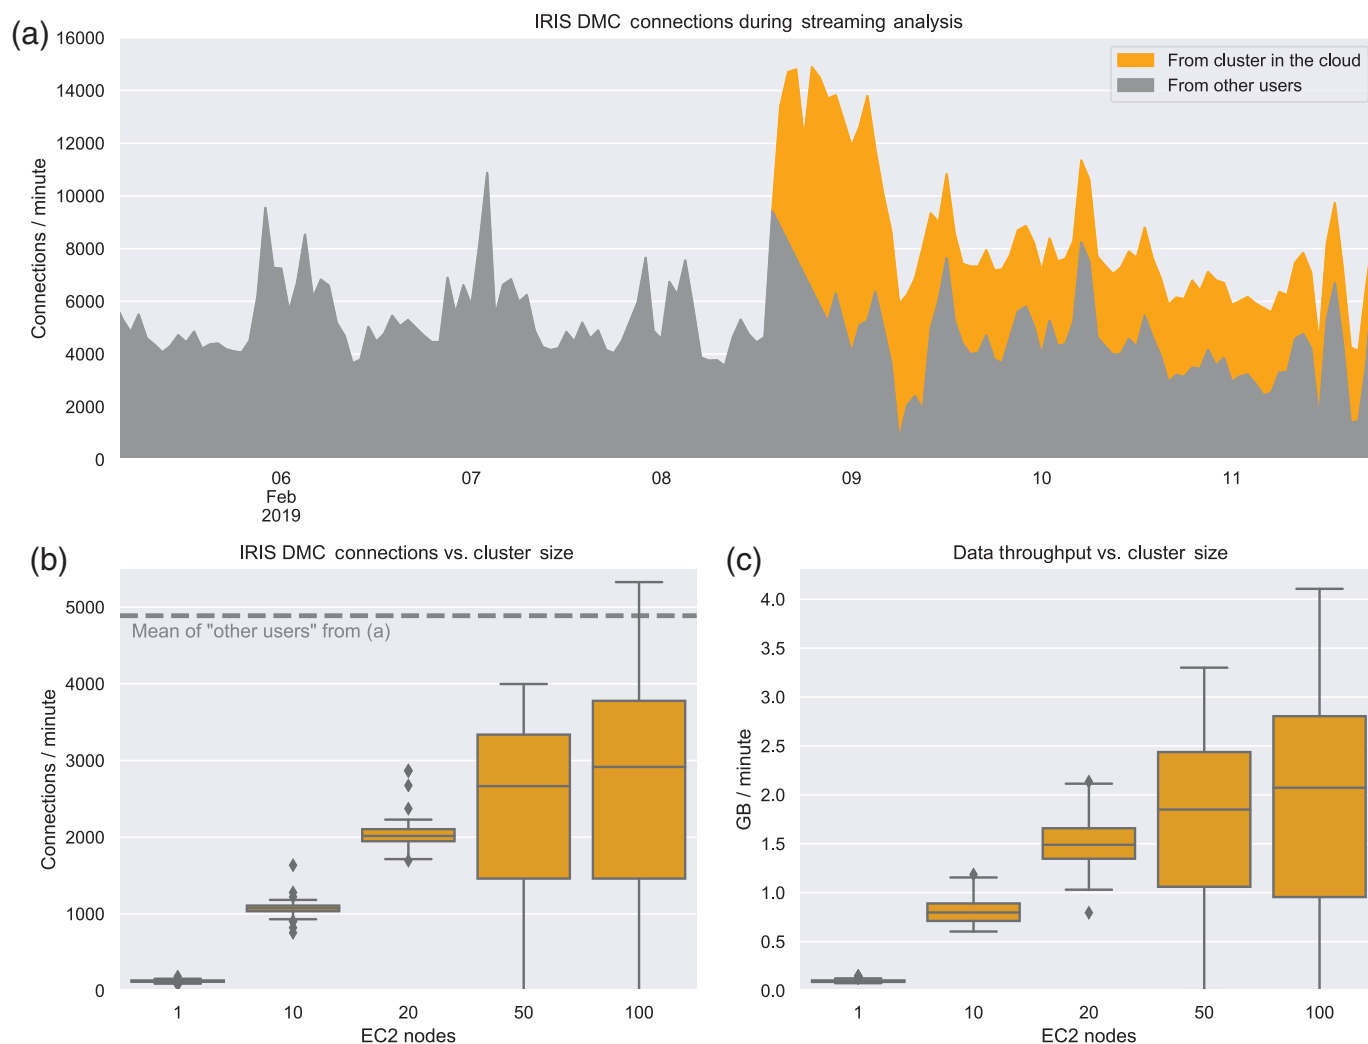 (a)
IRIS DMC connections during streaming analysis
16000
14000
12000
10000
8000
6000
4000
2000
0
Connections / minute
From cluster in the cloud
From other users
06
Feb
2019
07
08
09
10
11
(b)
IRIS DMC connections vs. cluster size
5000
4000
3000
2000
1000
0
Connections / minute
Mean of "other users" from (a)
1
10
20
50
100
EC2 nodes
(c)
Data throughput vs. cluster size
4.0
3.5
3.0
2.5
2.0
1.5
1.0
0.5
0.0
GB / minute
1
10
20
50
100
EC2 nodes